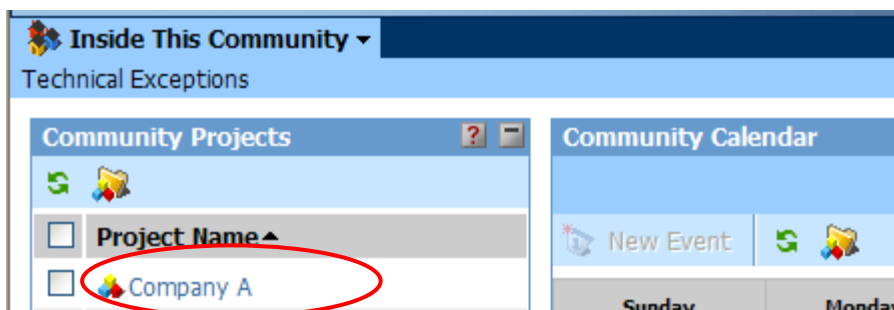 Inside This Community
Technical Exceptions
Community Projects
?
Project Name
Company A
Community Calendar
New Event
Sunday Monday